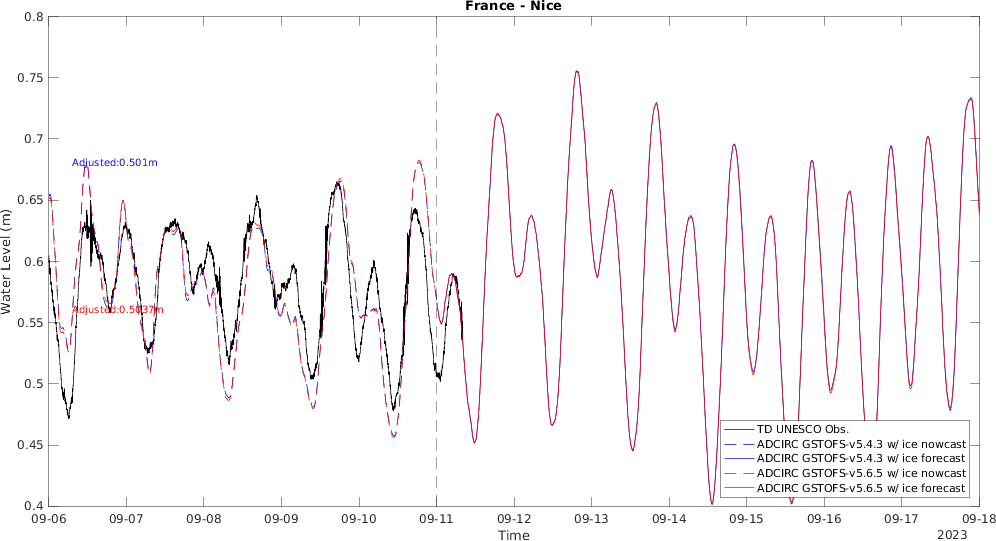 France - Nice
0.8
0.75
0.7
0.65
0.6
0.55
0.5
0.45
0.4
Water Level (m)
Adjusted:0.501m
Adjusted:0.5037m
TD UNESCO Obs.
ADCIRC GSTOFS-v5.4.3 w/ ice nowcast
ADCIRC GSTOFS-v5.4.3 w/ ice forecast
ADCIRC GSTOFS-v5.6.5 w/ ice nowcast
ADCIRC GSTOFS-v5.6.5 w/ ice forecast
09-06 09-07 09-08 09-09 09-10 09-11 09-12 09-13 09-14 09-15 09-16 09-17 09-18
Time
2023